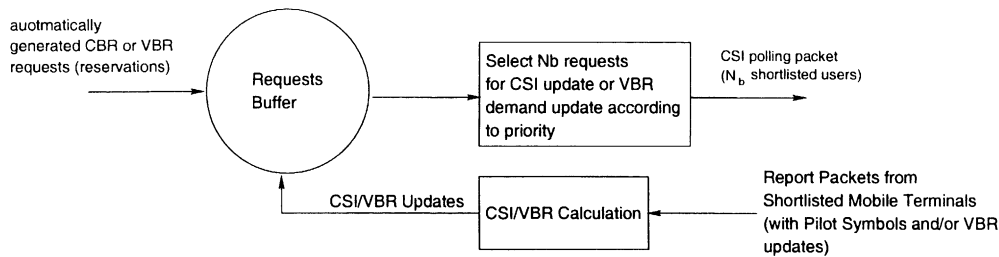 auotmatically
generated CBR or VBR
requests (reservations)
Requests
Buffer
Select Nb requests
for CSI update or VBR
demand update according
to priority
CSI polling packet
(N b shortlisted users)
CSI/VBR Updates
CSI/VBR Calculation
Report Packets from
Shortlisted Mobile Terminals
(with Pilot Symbols and/or VBR
updates)